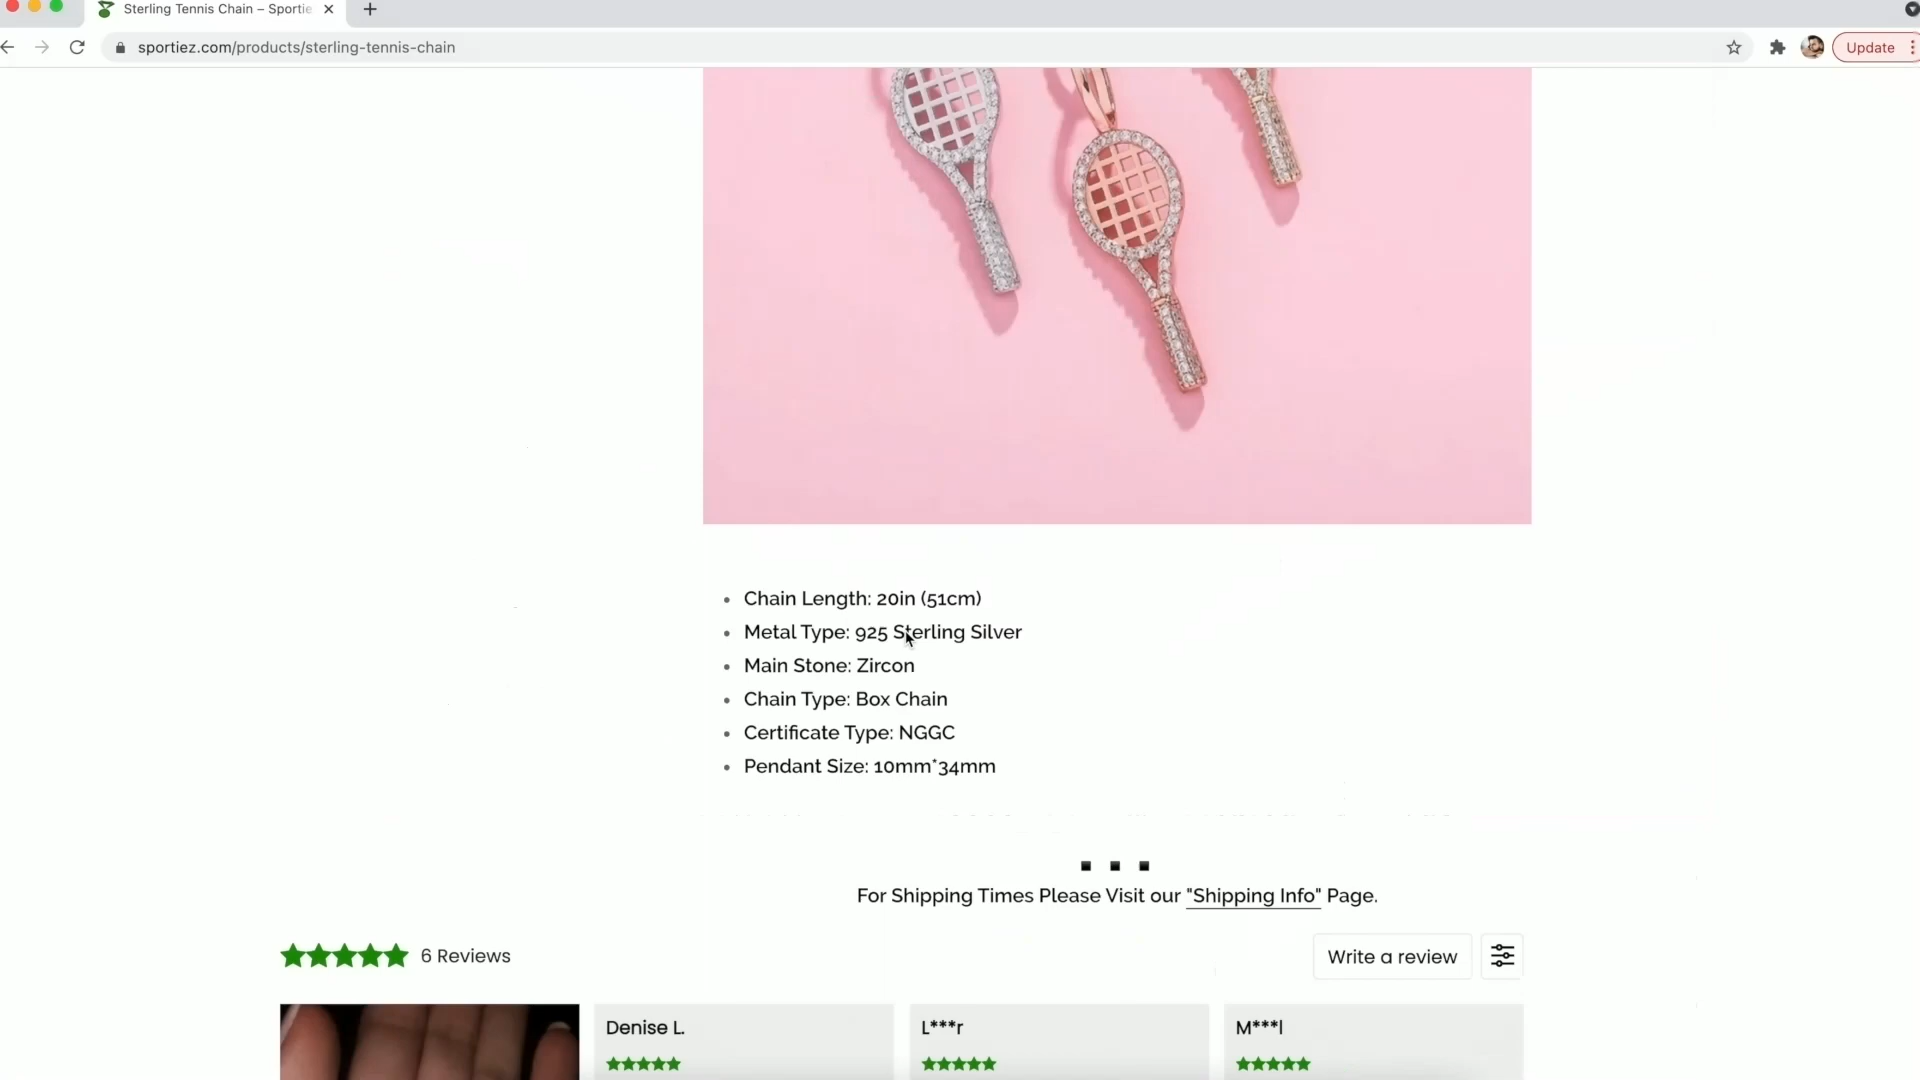 Sterling Tennis Chain – Sportie
sportiez.com/products/sterling-tennis-chain
Update
Chain Length: 20in (51cm)
Metal Type: 925 Sterling Silver
Main Stone: Zircon
Chain Type: Box Chain
Certificate Type: NGGC
Pendant Size: 10mm*34mm
For Shipping Times Please Visit our "Shipping Info" Page.
6 Reviews
Write a review
Denise L.
L***r
M***l